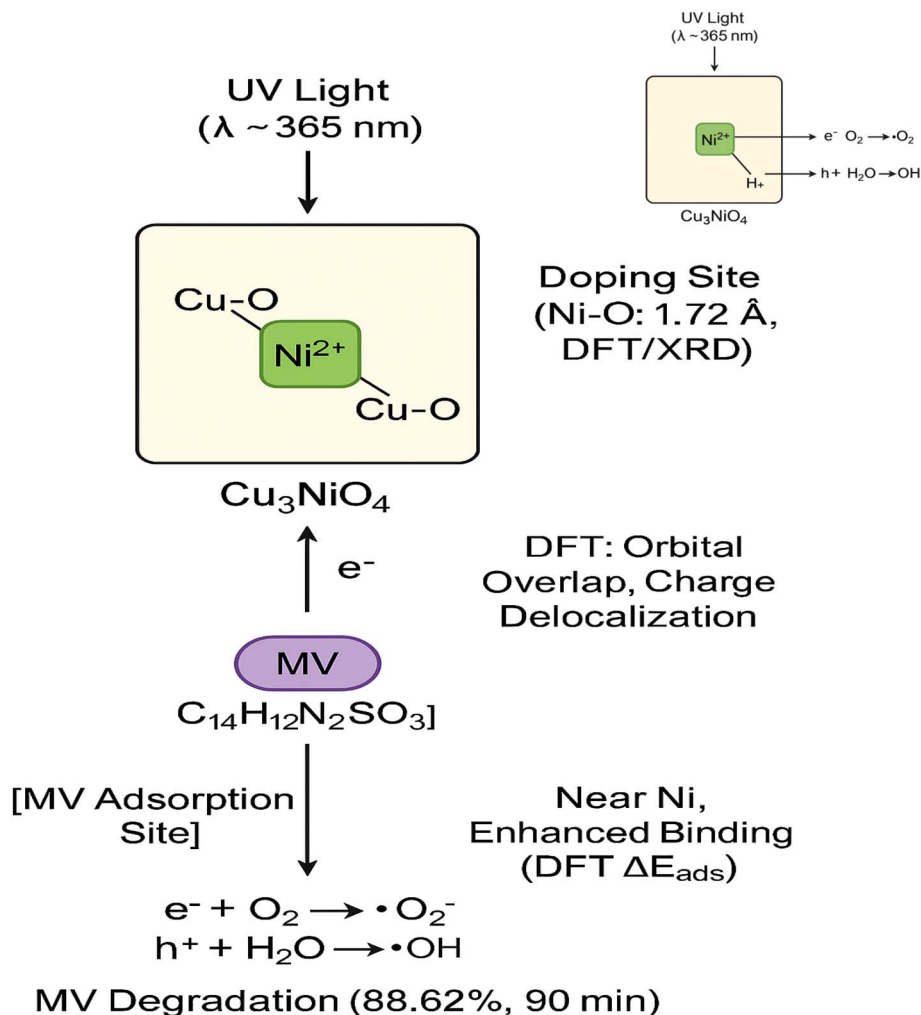 UV Light
(λ ~ 365 nm)
Cu–O
Ni²⁺
Cu–O
Cu₃NiO₄
e⁻
MV
C₁₄H₁₂N₂SO₃]
[MV Adsorption
Site]
e⁻ + O₂ → •O₂⁻
h⁺ + H₂O → •OH
MV Degradation (88.62%, 90 min)
UV Light
(λ ~ 365 nm)
Ni²⁺
e⁻ O₂ → •O₂
H₊
h + H₂O → OH
Cu₃NiO₄
Doping Site
(Ni–O: 1.72 Å,
DFT/XRD)
DFT: Orbital
Overlap, Charge
Delocalization
Near Ni,
Enhanced Binding
(DFT ΔEₐdₛ)